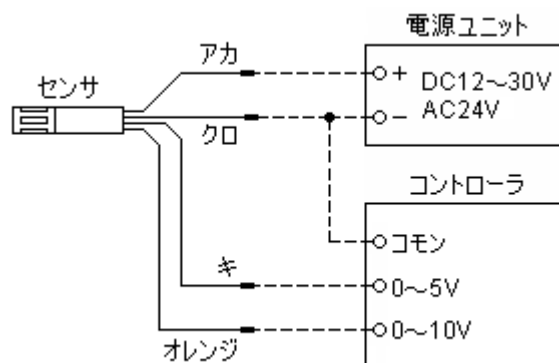 電源ユニット
アカ
+ DC12～30V
センサ
- AC24V
クロ
コントローラ
コモン
キ
0～5V
0～10V
オレンジ